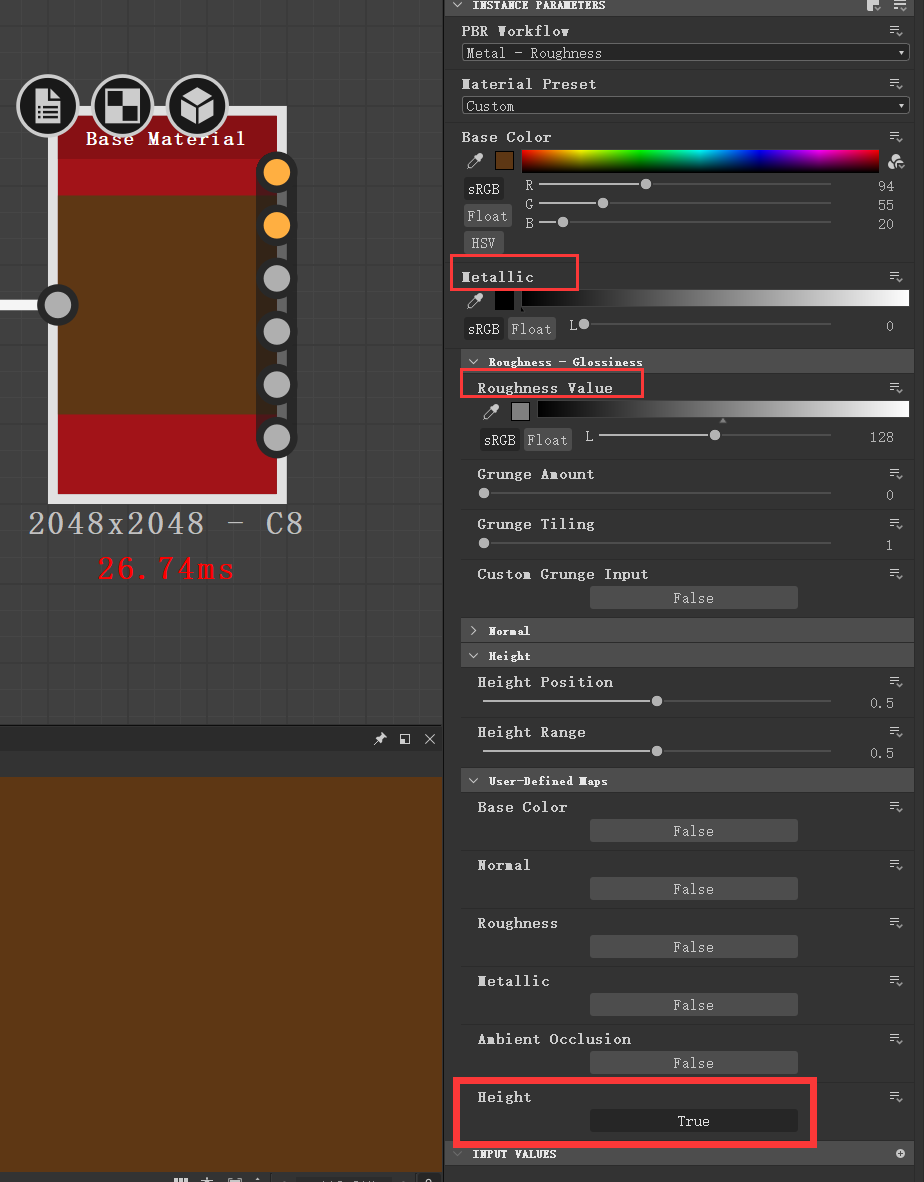 Base Material
2048x2048 - C8
26.74ms
INSTANCE PARAMETERS
PBR Workflow
Metal - Roughness
Material Preset
Custom
Base Color
sRGB
Float
HSV
R 94
G 55
B 20
Metallic
sRGB Float L 0
Roughness - Glossiness
Roughness Value
sRGB Float L 128
Grunge Amount
0
Grunge Tiling
1
Custom Grunge Input
False
Normal
Height
Height Position
0.5
Height Range
0.5
User-Defined Maps
Base Color
False
Normal
False
Roughness
False
Metallic
False
Ambient Occlusion
False
Height
True
INPUT VALUES